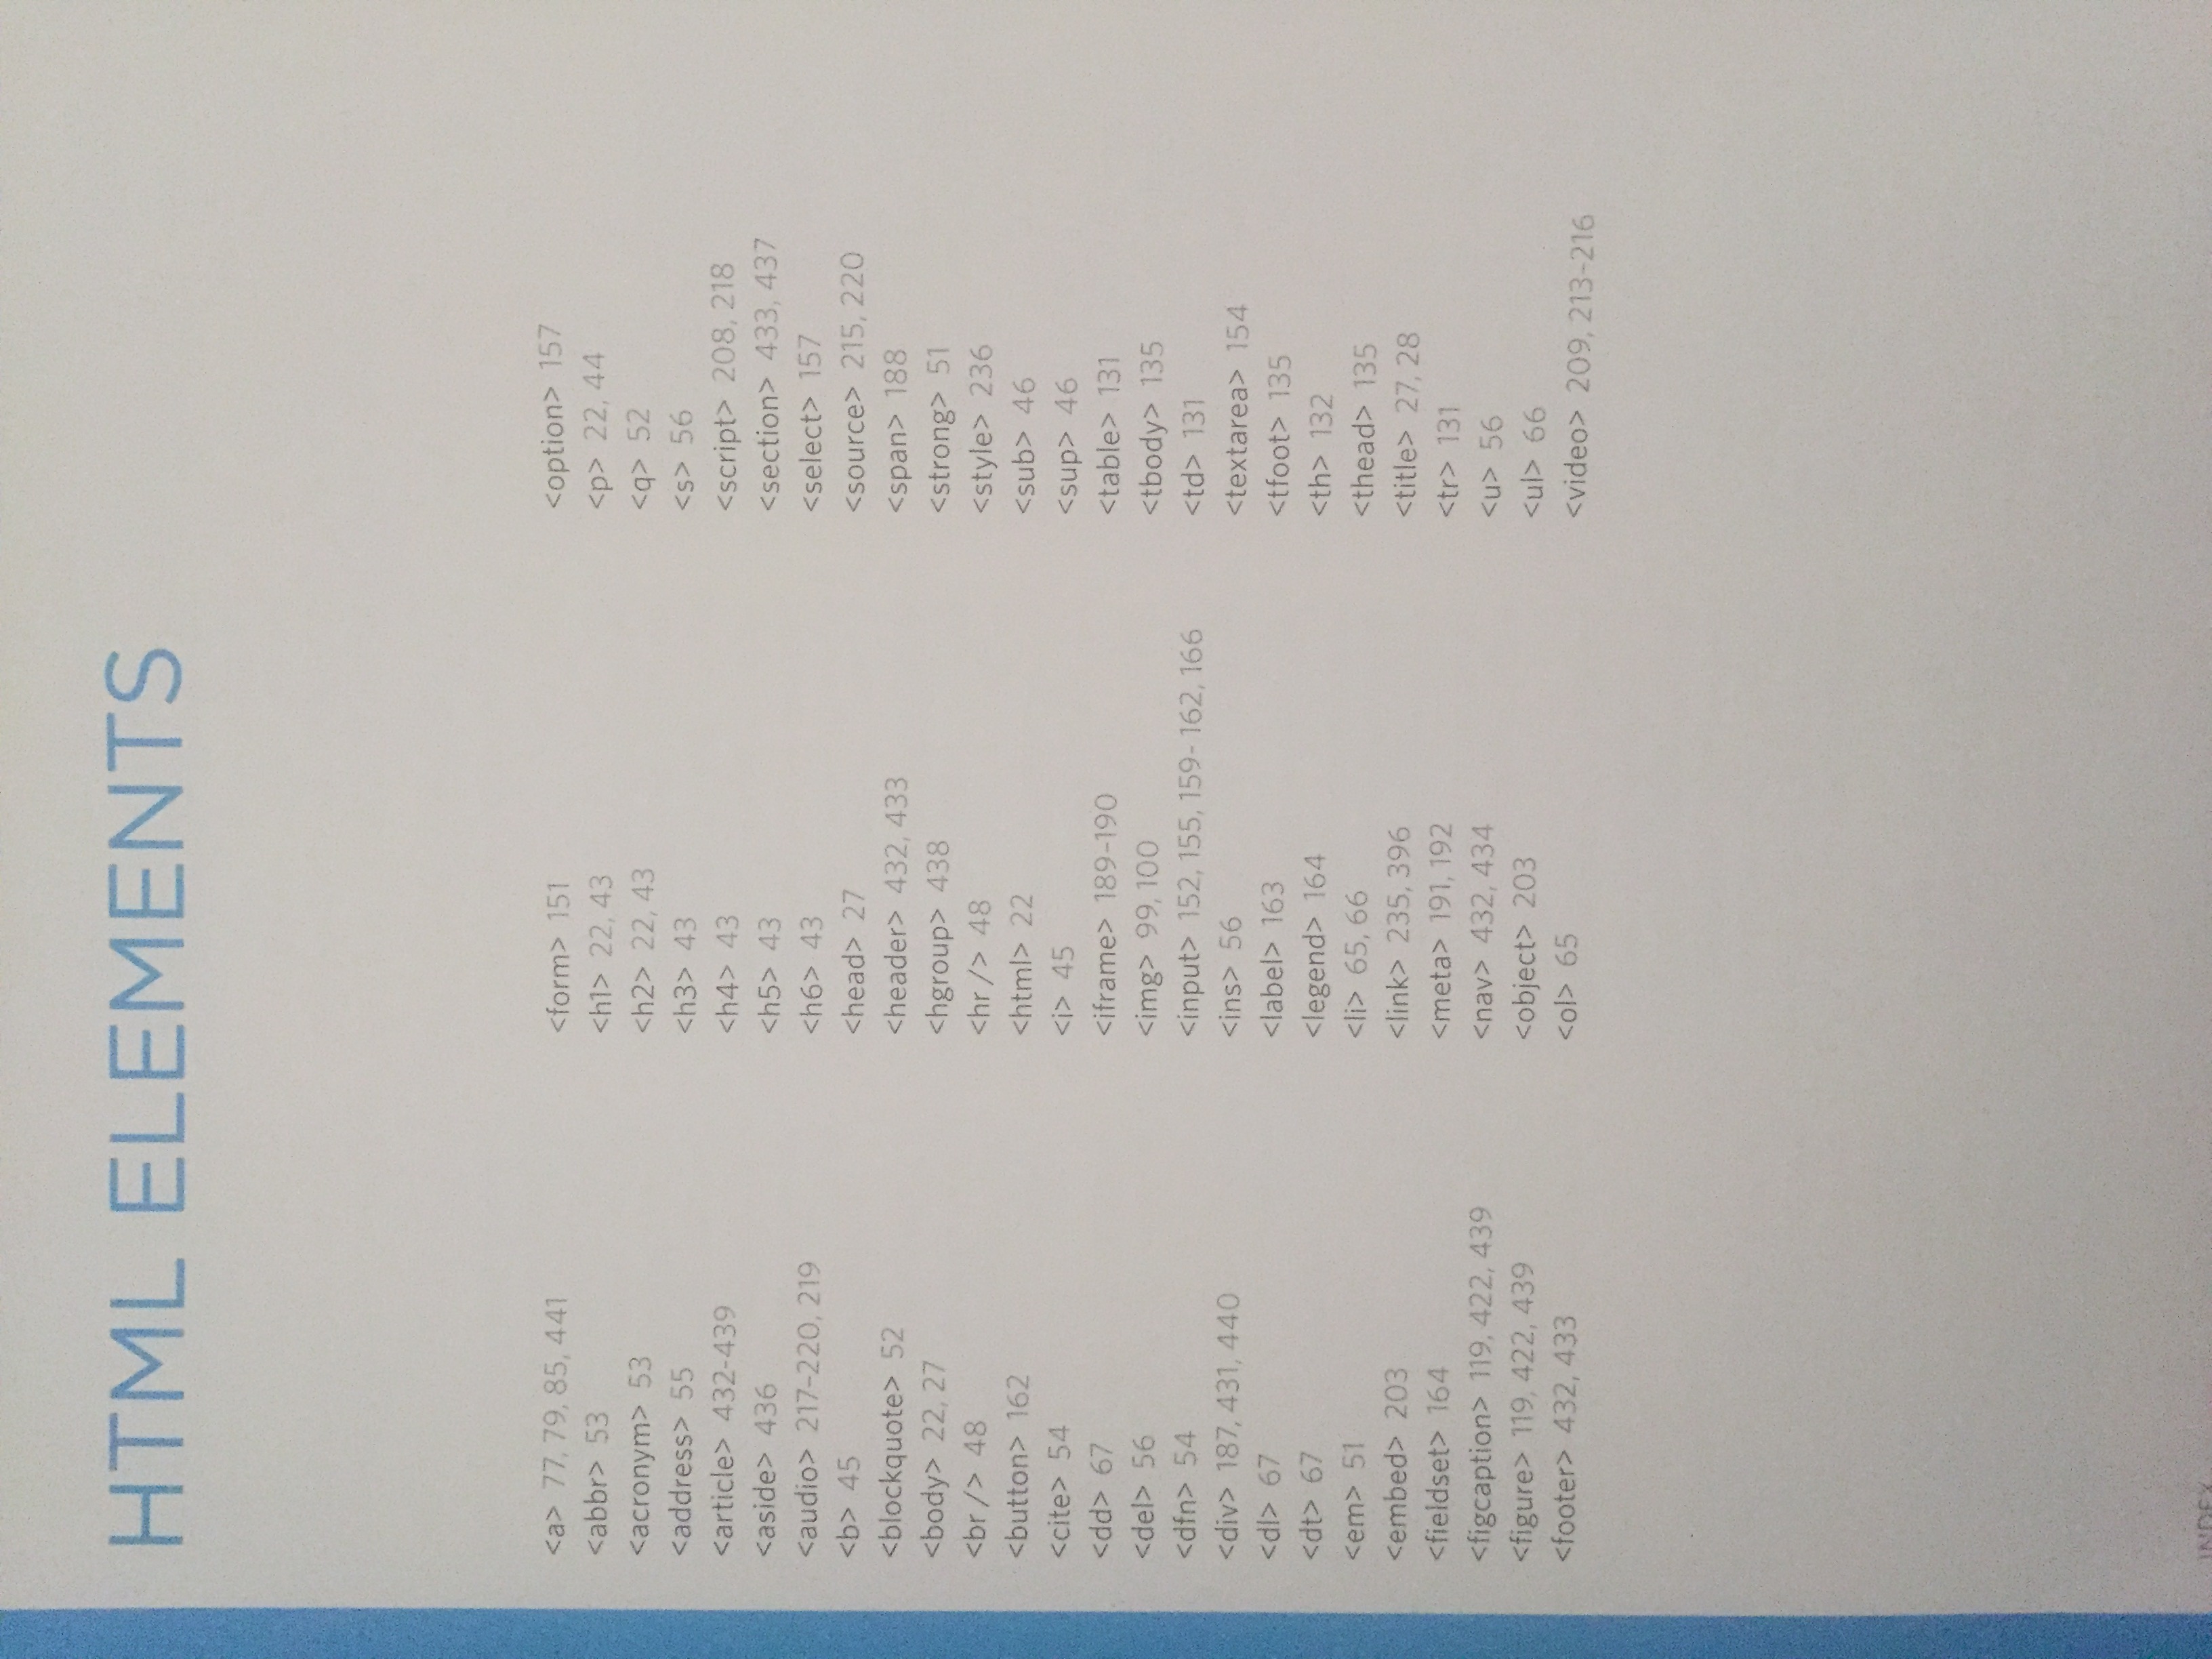 HTML ELEMENTS
<a> 77, 79, 85, 441
<abbr> 53
<acronym> 53
<address> 55
<article> 432-439
<aside> 436
<audio> 217-220, 219
<b> 45
<blockquote> 52
<body> 22, 27
<br /> 48
<button> 162
<cite> 54
<dd> 67
<del> 56
<dfn> 54
<div> 187, 431, 440
<dl> 67
<dt> 67
<em> 51
<embed> 203
<fieldset> 164
<figcaption> 119, 422, 439
<figure> 119, 422, 439
<footer> 432, 433
<form> 151
<h1> 22, 43
<h2> 22, 43
<h3> 43
<h4> 43
<h5> 43
<h6> 43
<head> 27
<header> 432, 433
<hgroup> 438
<hr /> 48
<html> 22
<i> 45
<iframe> 189-190
<img> 99, 100
<input> 152, 155, 159- 162, 166
<ins> 56
<label> 163
<legend> 164
<li> 65, 66
<link> 235, 396
<meta> 191, 192
<nav> 432, 434
<object> 203
<ol> 65
<option> 157
<p> 22, 44
<q> 52
<s> 56
<script> 208, 218
<section> 433, 437
<select> 157
<source> 215, 220
<span> 188
<strong> 51
<style> 236
<sub> 46
<sup> 46
<table> 131
<tbody> 135
<td> 131
<textarea> 154
<tfoot> 135
<th> 132
<thead> 135
<title> 27, 28
<tr> 131
<u> 56
<ul> 66
<video> 209, 213-216
INDEX